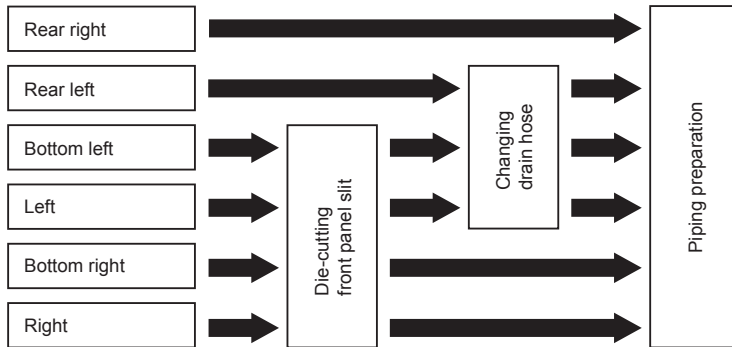 Rear right
Rear left
Bottom left
Left
Bottom right
Right
Die-cutting
front panel slit
Changing
drain hose
Piping preparation